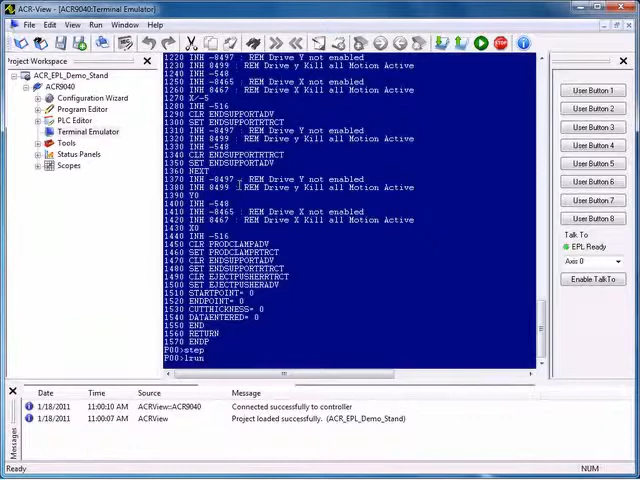 ACR-View - [ACR9040:Terminal Emulator]
File Edit View Run Window Help
Project Workspace
ACR_EPL_Demo_Stand
ACR9040
Configuration Wizard
Program Editor
PLC Editor
Terminal Emulator
Tools
Status Panels
Scopes
1220 INH -8497 : REM Drive Y not enabled
1230 INH 8499 : REM Drive y Kill all Motion Active
1240 INH -548
1250 INH -8465 : REM Drive X not enabled
1260 INH 8467 : REM Drive X Kill all Motion Active
1270 X/-5
1280 INH -516
1290 CLR ENDSUPPORTADV
1300 SET ENDSUPPORTRTRCT
1310 INH -8497 : REM Drive Y not enabled
1320 INH 8499 : REM Drive y Kill all Motion Active
1330 INH -548
1340 CLR ENDSUPPORTRTRCT
1350 SET ENDSUPPORTADV
1360 NEXT
1370 INH -8497 : REM Drive Y not enabled
1380 INH 8499 : REM Drive y Kill all Motion Active
1390 Y0
1400 INH -548
1410 INH -8465 : REM Drive X not enabled
1420 INH 8467 : REM Drive X Kill all Motion Active
1430 X0
1440 INH -516
1450 CLR PRODCLAMPADV
1460 SET PRODCLAMPRTRCT
1470 CLR ENDSUPPORTADV
1480 SET ENDSUPPORTRTRCT
1490 CLR EJECTPUSHERRTRCT
1500 SET EJECTPUSHERADV
1510 STARTPOINT= 0
1520 ENDPOINT= 0
1530 CUTTHICKNESS= 0
1540 DATAENTERED= 0
1550 END
1560 RETURN
1570 ENDP
P00>step
P00>lrun
User Button 1
User Button 2
User Button 3
User Button 4
User Button 5
User Button 6
User Button 7
User Button 8
Talk To
EPL Ready
Axis 0
Enable TalkTo
Messages
Date Time Source Message
1/18/2011 11:00:10 AM ACRView::ACR9040 Connected successfully to controller
1/18/2011 11:00:07 AM ACRView Project loaded successfully. (ACR_EPL_Demo_Stand)
Ready NUM